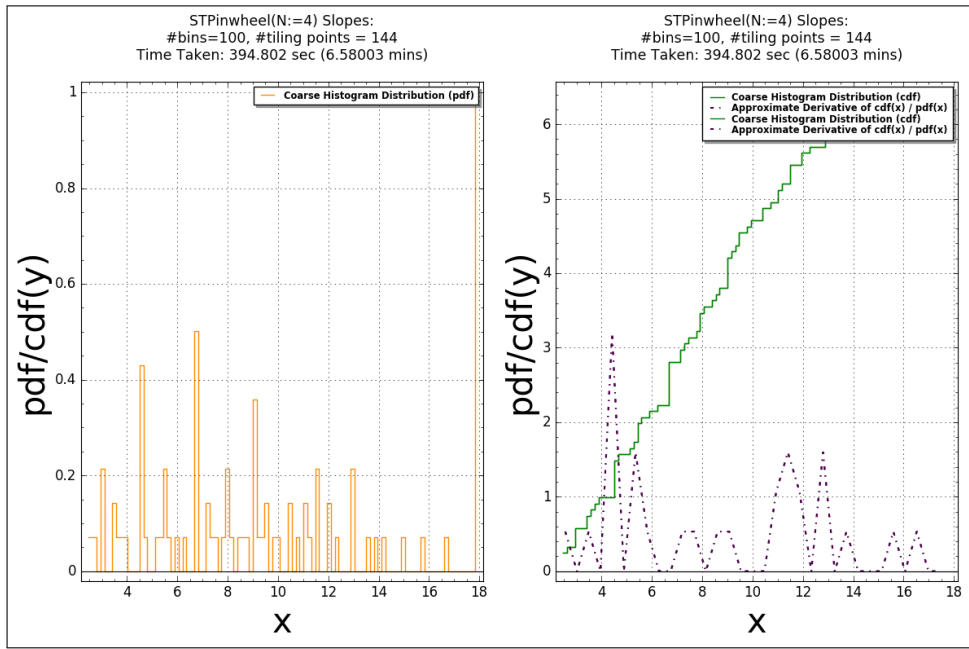 STPinwheel(N:=4) Slopes:
#bins=100, #tiling points = 144
Time Taken: 394.802 sec (6.58003 mins)
Coarse Histogram Distribution (pdf)
1
0.8
0.6
0.4
0.2
0
4 6 8 10 12 14 16 18
pdf/cdf(y)
x
STPinwheel(N:=4) Slopes:
#bins=100, #tiling points = 144
Time Taken: 394.802 sec (6.58003 mins)
Coarse Histogram Distribution (cdf)
Approximate Derivative of cdf(x) / pdf(x)
Coarse Histogram Distribution (cdf)
Approximate Derivative of cdf(x) / pdf(x)
6
5
4
3
2
1
0
4 6 8 10 12 14 16 18
pdf/cdf(y)
x